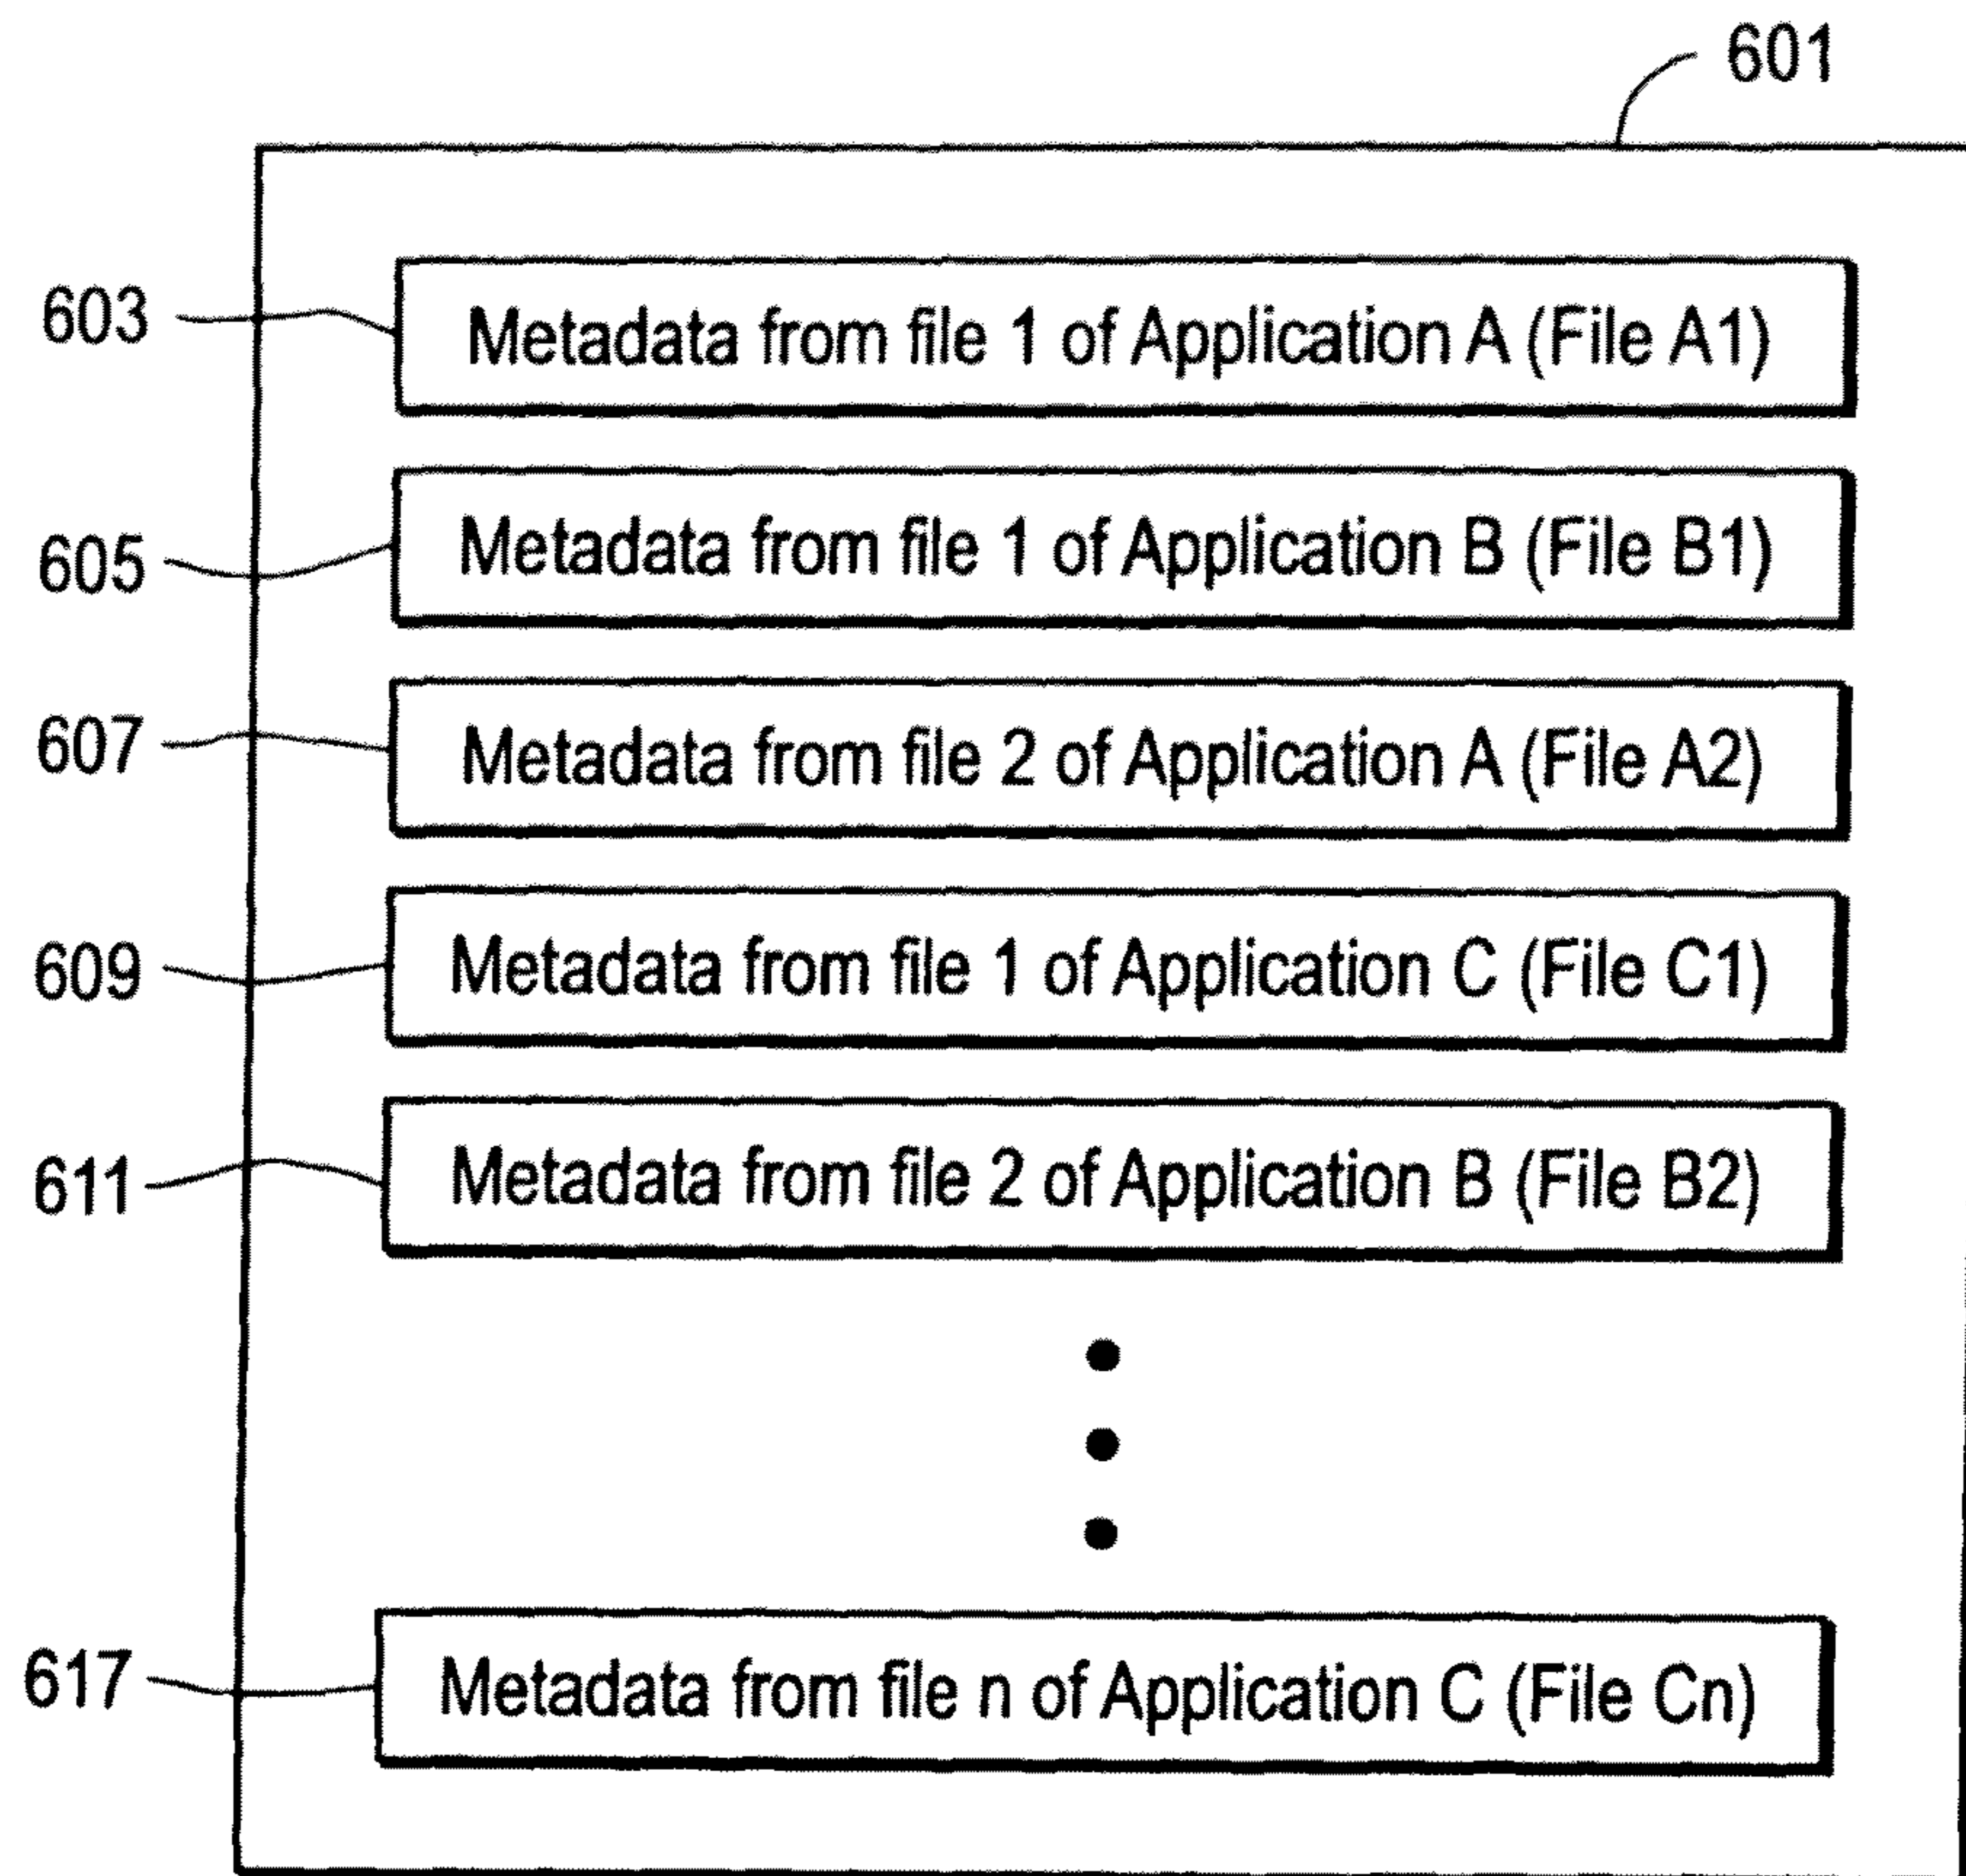 601
603 Metadata from file 1 of Application A (File A1)
605 Metadata from file 1 of Application B (File B1)
607 Metadata from file 2 of Application A (File A2)
609 Metadata from file 1 of Application C (File C1)
611 Metadata from file 2 of Application B (File B2)
617 Metadata from file n of Application C (File Cn)